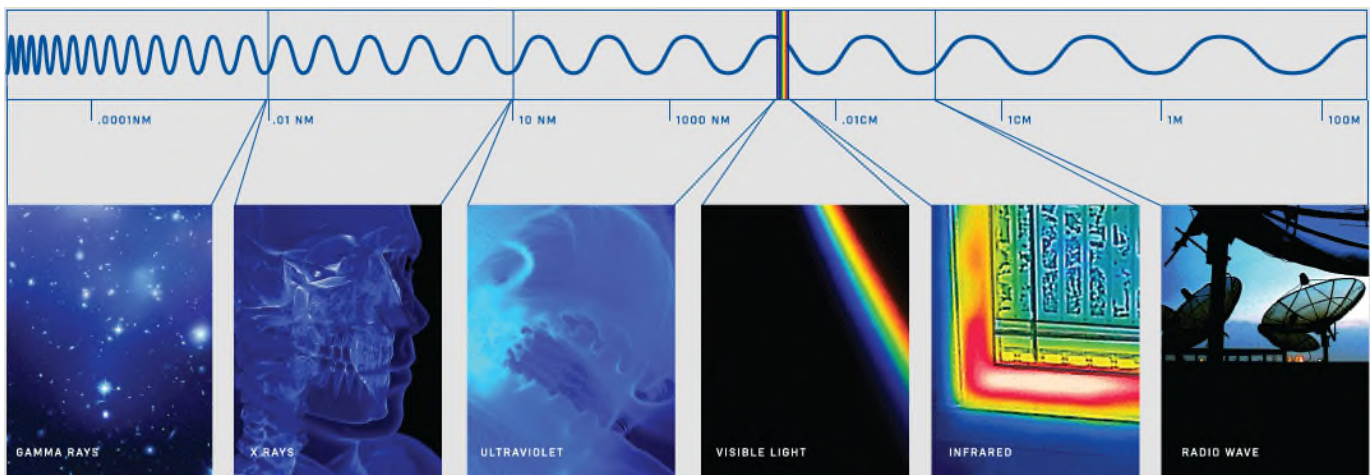 .0001NM
.01 NM
10 NM
1000 NM
.01CM
1CM
1M
100M
GAMMA RAYS
X RAYS
ULTRAVIOLET
VISIBLE LIGHT
INFRARED
RADIO WAVE